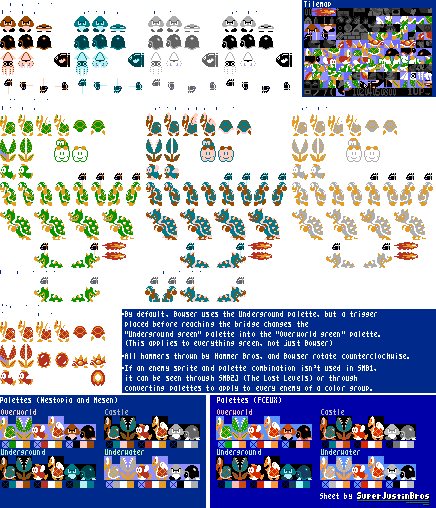 TileMap
•By default, Bowser uses the Underground palette, but a trigger
placed before reaching the bridge changes the
"Underground green" palette into the "Overworld green" palette.
(This applies to everything green, not just Bowser)
•All hammers thrown by Hammer Bros. and Bowser rotate counterclockwise.
•If an enemy sprite and palette combination isn't used in SMB1,
it can be seen through SMB2J (The Lost Levels) or through
converting palettes to apply to every enemy of a color group.
Palettes (Nestopia and Mesen)
Overworld
Castle
Underground
Underwater
Palettes (FCEUX)
Overworld
Castle
Underground
Underwater
Sheet by SuperJustinBros